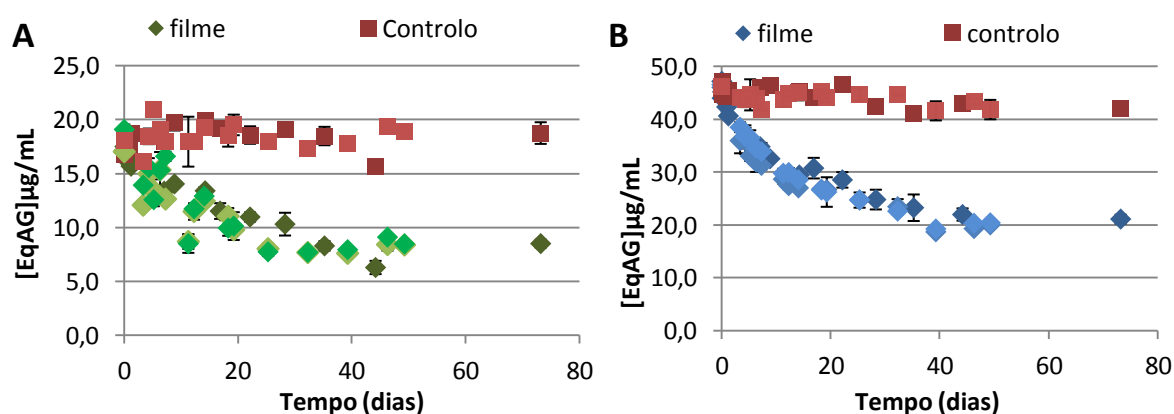 A
filme
Controlo
25,0
20,0
15,0
10,0
5,0
0,0
[EqAG]µg/mL
0
20
40
60
80
Tempo (dias)
B
filme
controlo
50,0
40,0
30,0
20,0
10,0
0,0
[EqAG]µg/mL
0
20
40
60
80
Tempo (dias)